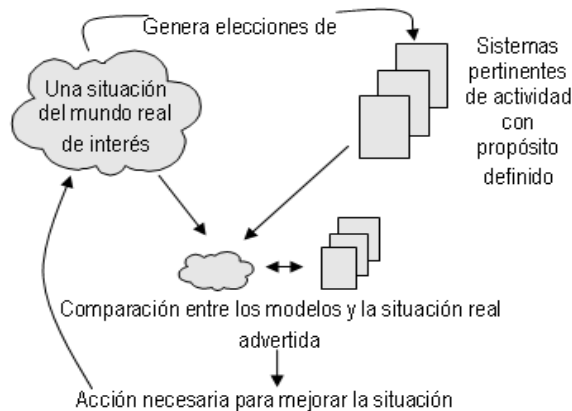 Genera elecciones de
Una situación
del mundo real
de interés
Sistemas
pertinentes
de actividad
con
propósito
definido
Comparación entre los modelos y la situación real
advertida
Acción necesaria para mejorar la situación